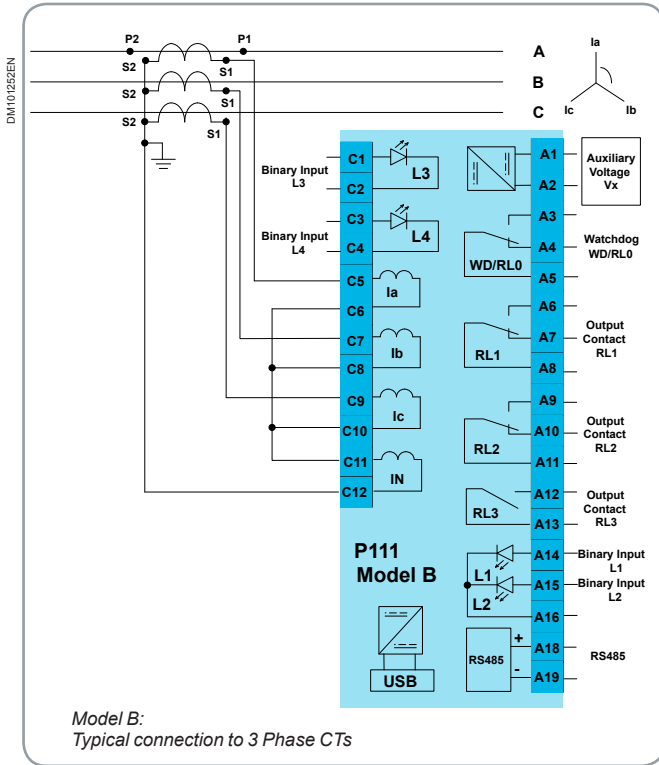 DM101252EN
P2
P1
A
Ia
S2
S1
B
S2
S1
C
Ic
Ib
S2
S1
Binary Input
L3
C1
C2
L3
Binary Input
L4
C3
C4
L4
C5
Ia
C6
C7
Ib
C8
C9
Ic
C10
C11
IN
C12
A1
A2
Auxiliary
Voltage
Vx
A3
A4
A5
WD/RL0
Watchdog
WD/RL0
A6
A7
A8
RL1
Output
Contact
RL1
A9
A10
A11
RL2
Output
Contact
RL2
A12
A13
RL3
Output
Contact
RL3
P111
Model B
L1
A14
Binary Input
L1
L2
A15
Binary Input
L2
A16
RS485
+
-
A18
A19
RS485
USB
Model B:
Typical connection to 3 Phase CTs